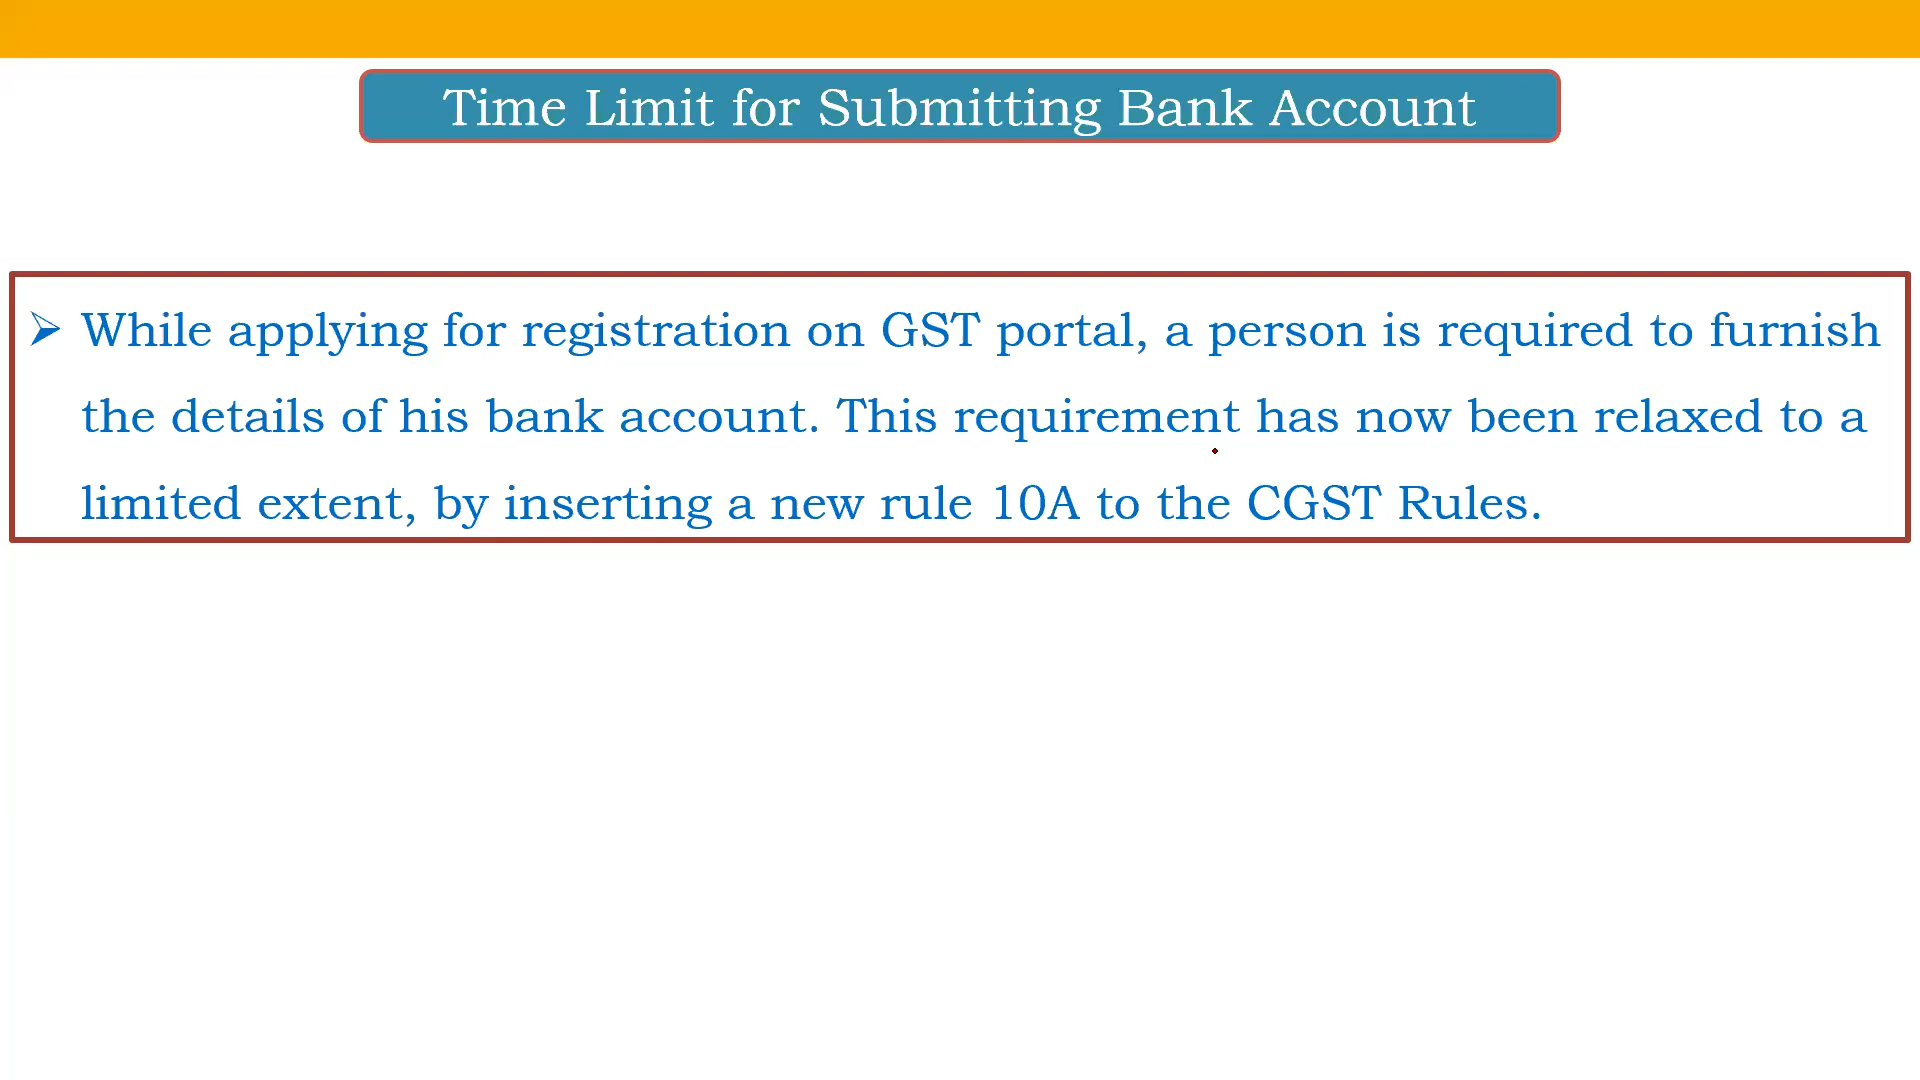 Time Limit for Submitting Bank Account
While applying for registration on GST portal, a person is required to furnish
the details of his bank account. This requirement has now been relaxed to a
limited extent, by inserting a new rule 10A to the CGST Rules.